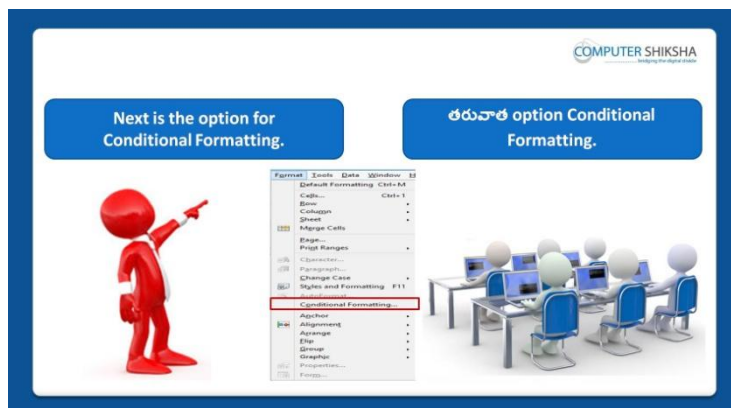 COMPUTER SHIKSHA
bridging the digital divide
Next is the option for
Conditional Formatting.
తరువాత option Conditional
Formatting.
Format Tools Data Window H
Default Formatting Ctrl+M
Cells... Ctrl+1
Row
Column
Sheet
Merge Cells
Page...
Print Ranges
Character...
Paragraph...
Change Case
Styles and Formatting F11
AutoFormat...
Conditional Formatting...
Anchor
Alignment
Arrange
Flip
Group
Graphic
Properties...
Form...